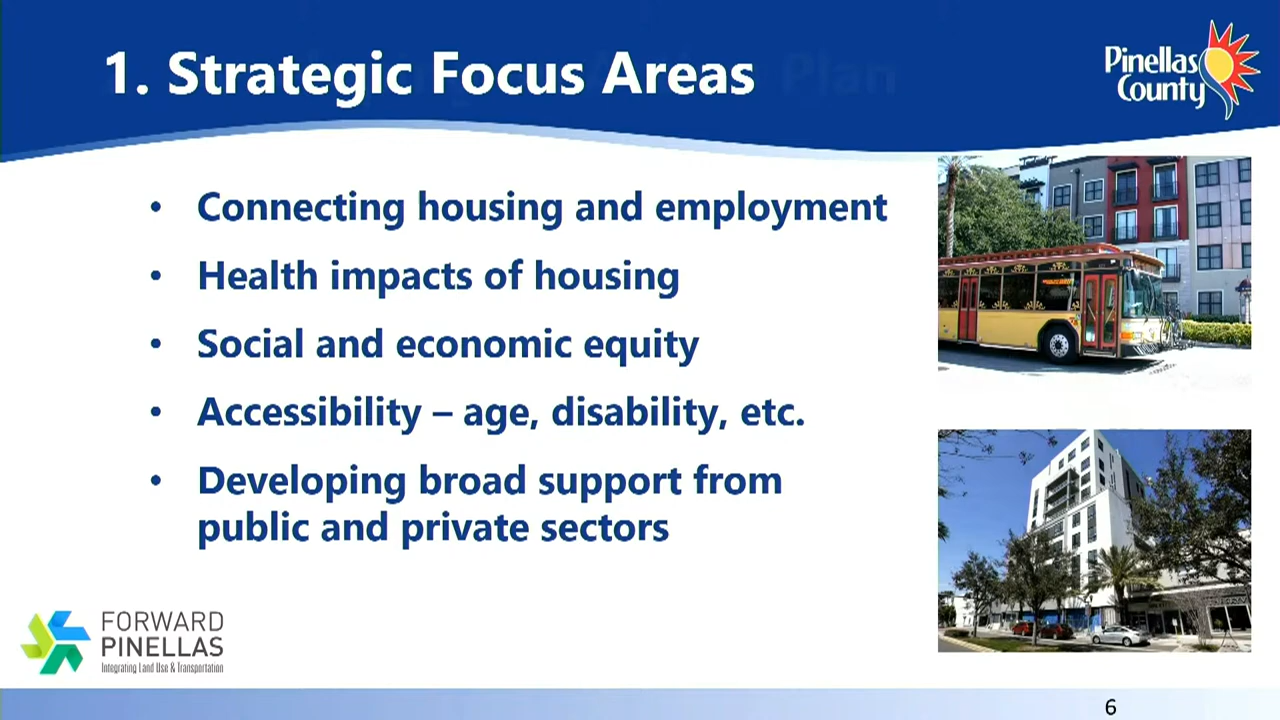 1. Strategic Focus Areas
Plan
Pinellas
County
• Connecting housing and employment
• Health impacts of housing
• Social and economic equity
• Accessibility – age, disability, etc.
• Developing broad support from
public and private sectors
FORWARD
PINELLAS
Integrating Land Use & Transportation
6